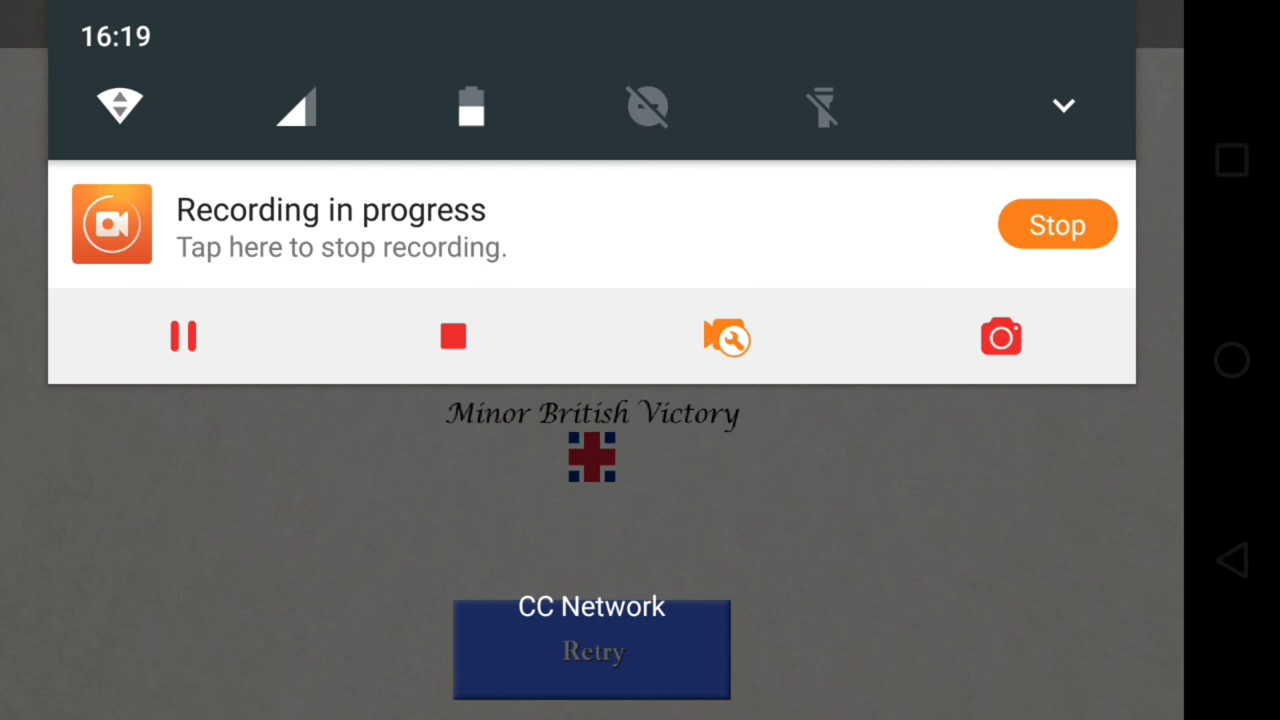 16:19
Recording in progress
Tap here to stop recording.
Stop
Minor British Victory
CC Network
Retry